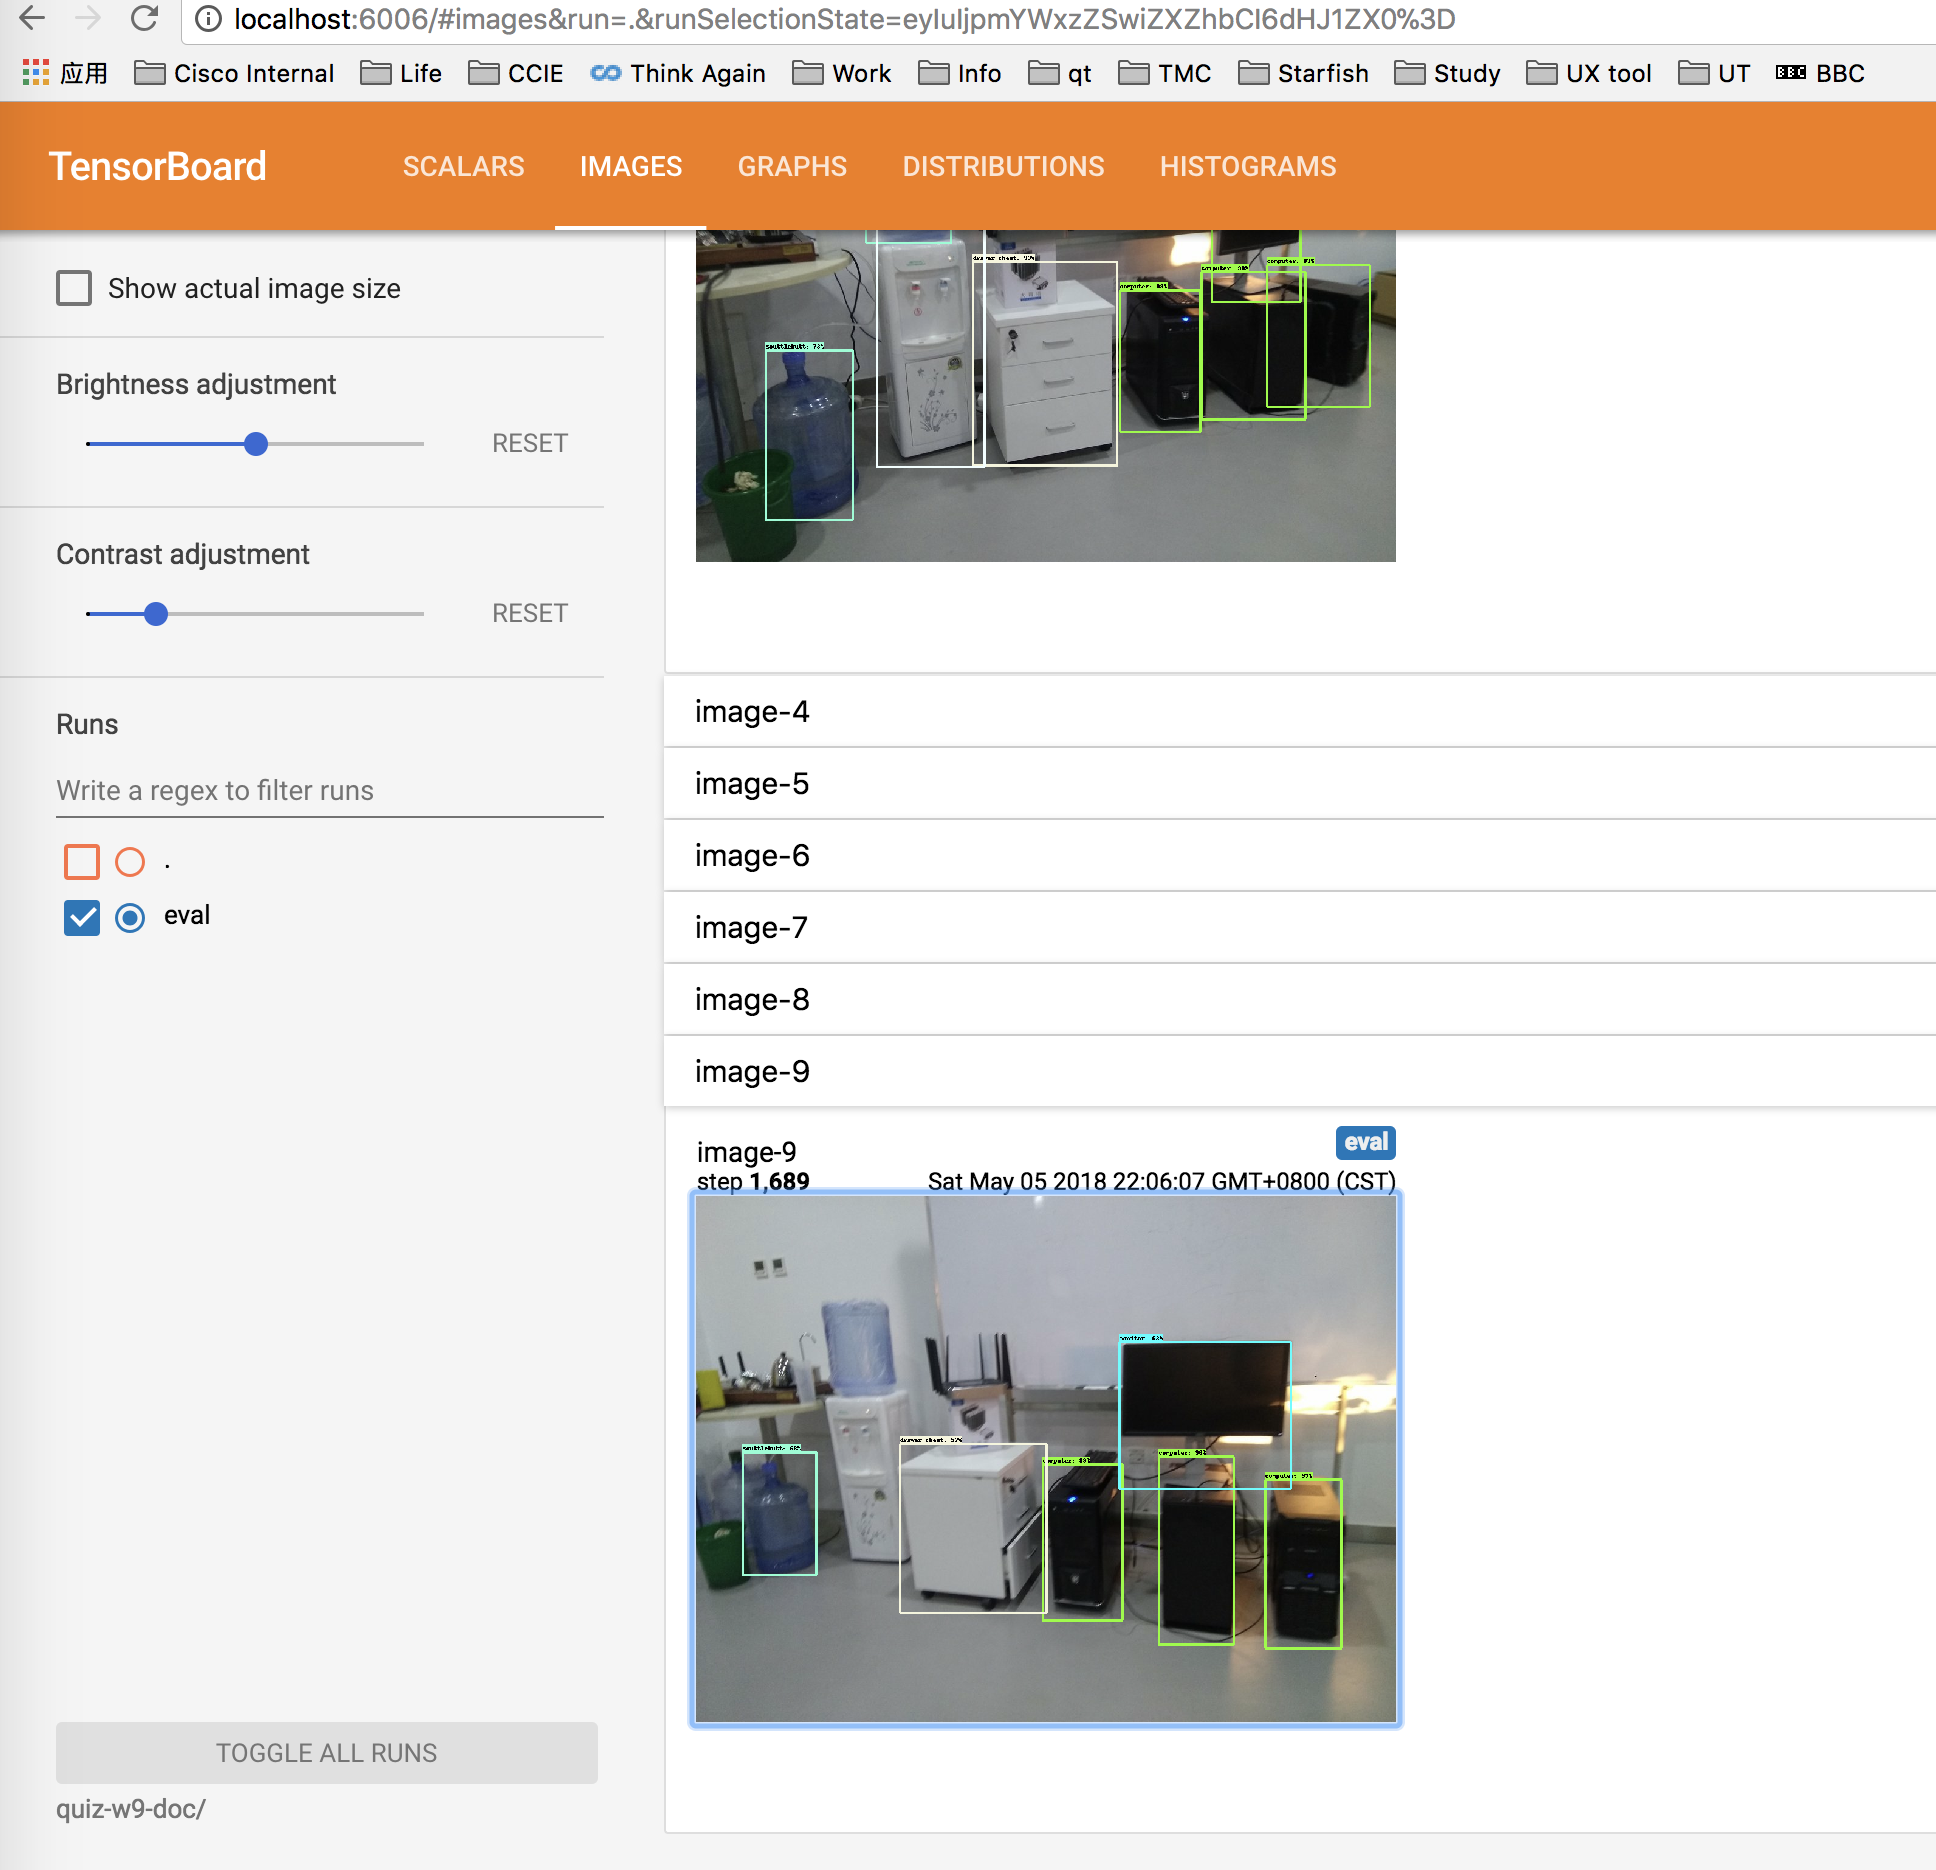 localhost:6006/#images&run=.&runSelectionState=eyIuIjpmYWxzZSwiZXZhbCI6dHJ1ZX0%3D
应用 Cisco Internal Life CCIE Think Again Work Info qt TMC Starfish Study UX tool UT BBC BBC
TensorBoard SCALARS IMAGES GRAPHS DISTRIBUTIONS HISTOGRAMS
Show actual image size
Brightness adjustment
RESET
Contrast adjustment
RESET
Runs
Write a regex to filter runs
.
eval
TOGGLE ALL RUNS
quiz-w9-doc/
image-4
image-5
image-6
image-7
image-8
image-9
image-9 eval
step 1,689 Sat May 05 2018 22:06:07 GMT+0800 (CST)